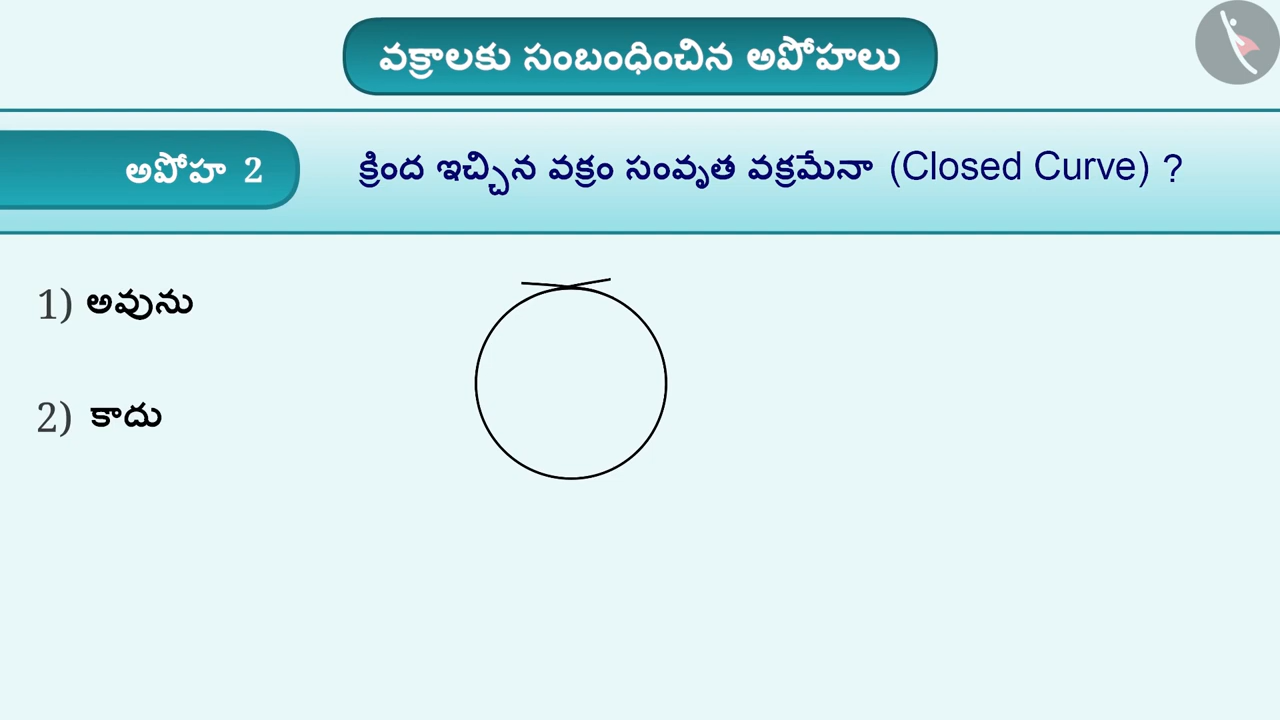 వక్రాలకు సంబంధించిన అపోహలు
అపోహ 2
క్రింద ఇచ్చిన వక్రం సంవృత వక్రమేనా (Closed Curve) ?
1) అవును
2) కాదు